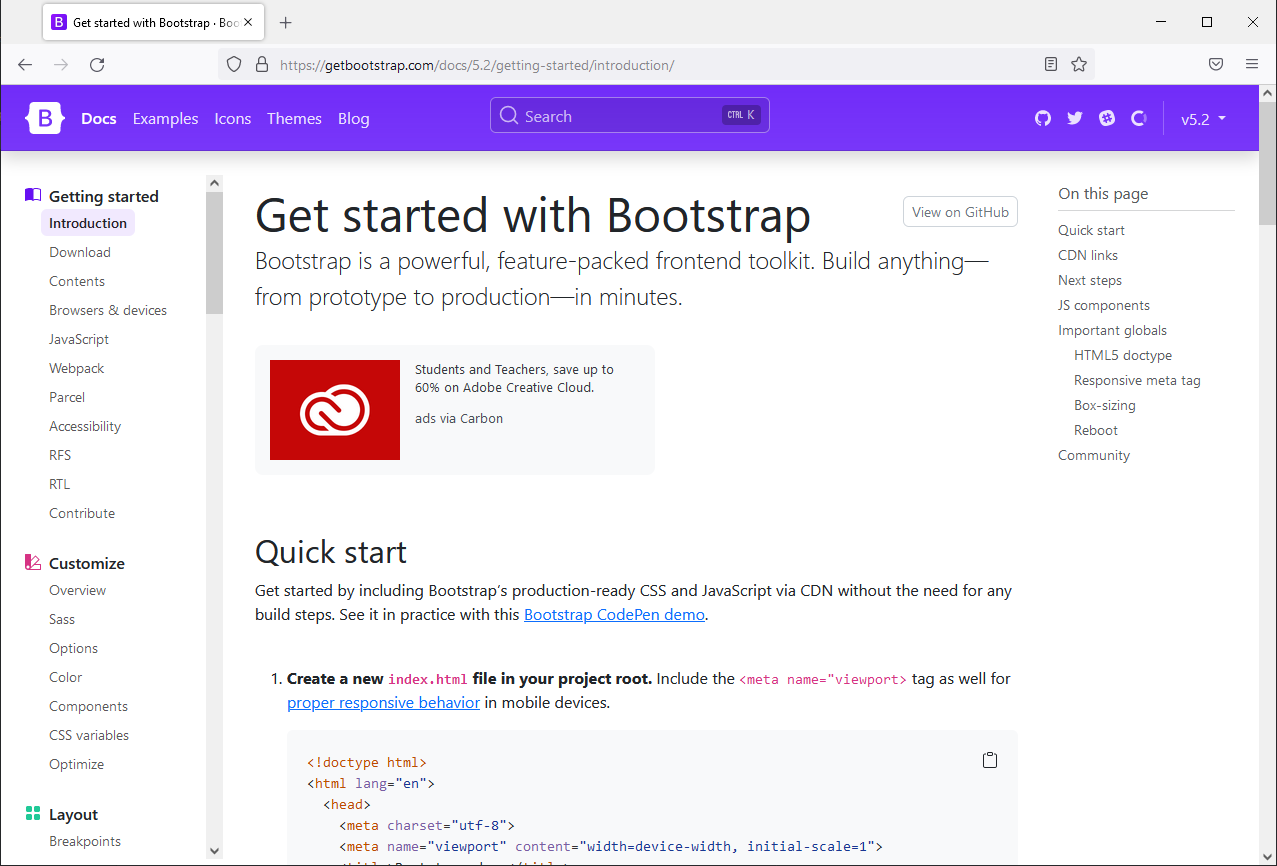 Get started with Bootstrap · Boo
https://getbootstrap.com/docs/5.2/getting-started/introduction/
B Docs Examples Icons Themes Blog
Search CTRL K
v5.2
Getting started
Introduction
Download
Contents
Browsers & devices
JavaScript
Webpack
Parcel
Accessibility
RFS
RTL
Contribute
Customize
Overview
Sass
Options
Color
Components
CSS variables
Optimize
Layout
Breakpoints
Get started with Bootstrap
View on GitHub
Bootstrap is a powerful, feature-packed frontend toolkit. Build anything—
from prototype to production—in minutes.
Students and Teachers, save up to
60% on Adobe Creative Cloud.
ads via Carbon
Quick start
Get started by including Bootstrap’s production-ready CSS and JavaScript via CDN without the need for any
build steps. See it in practice with this Bootstrap CodePen demo.
1. Create a new index.html file in your project root. Include the <meta name="viewport> tag as well for
proper responsive behavior in mobile devices.
<!doctype html>
<html lang="en">
<head>
<meta charset="utf-8">
<meta name="viewport" content="width=device-width, initial-scale=1">
On this page
Quick start
CDN links
Next steps
JS components
Important globals
HTML5 doctype
Responsive meta tag
Box-sizing
Reboot
Community